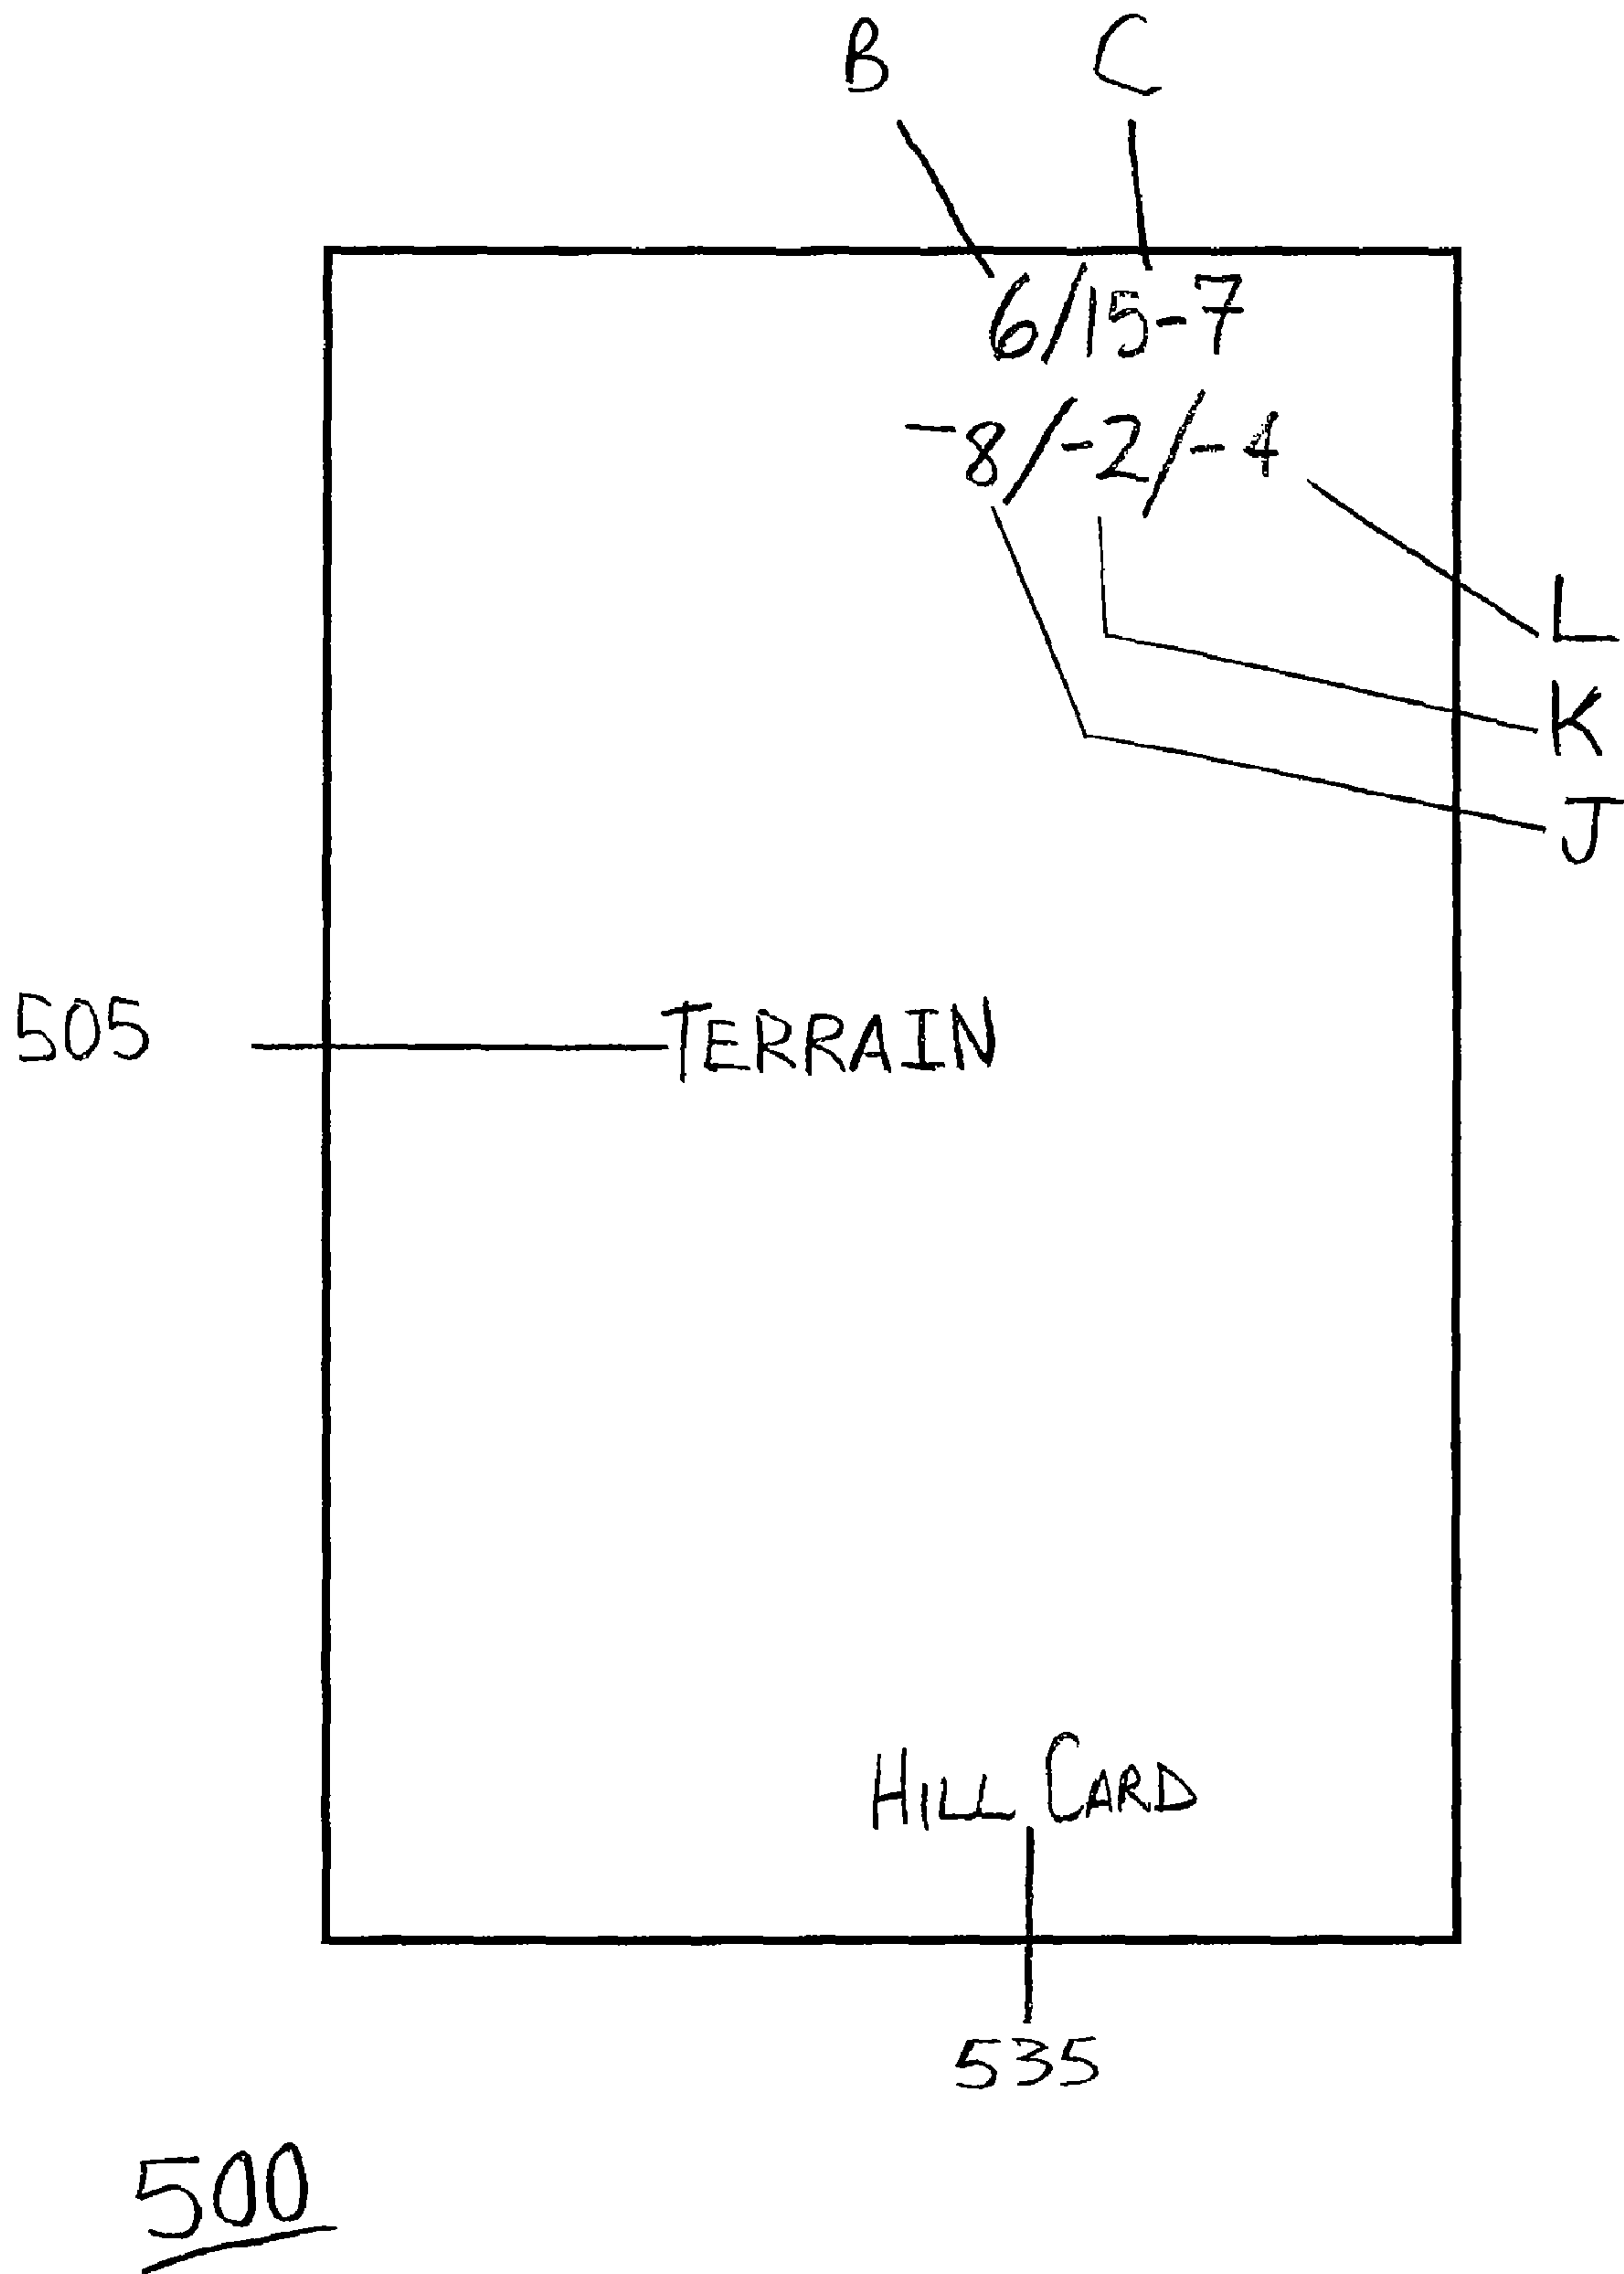 B C
6/15-7
-8/-2/-4
L
K
J
505 TERRAIN
HILL CARD
535
500